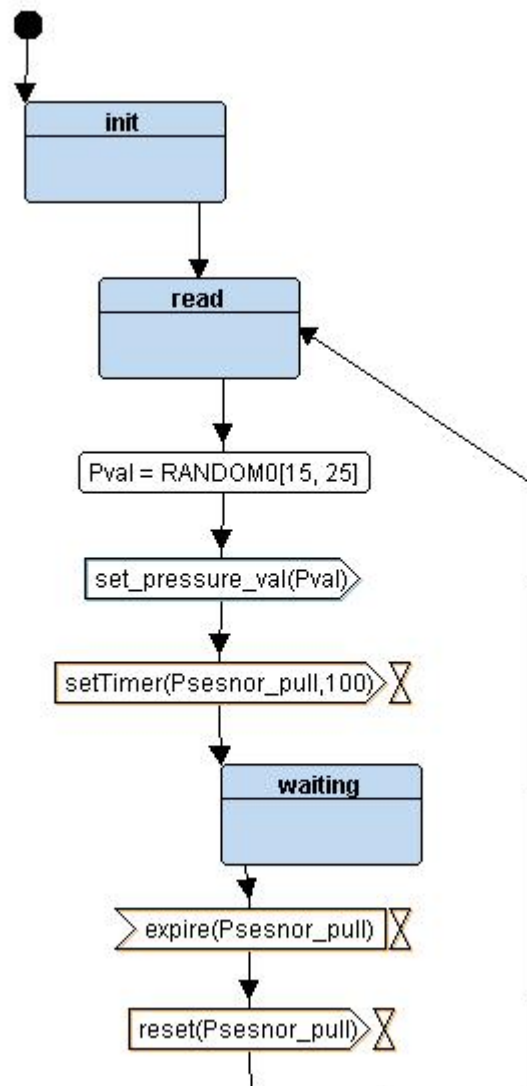 init
read
Pval = RANDOM0[15, 25]
set_pressure_val(Pval)
setTimer(Psesnor_pull,100)
waiting
expire(Psesnor_pull)
reset(Psesnor_pull)